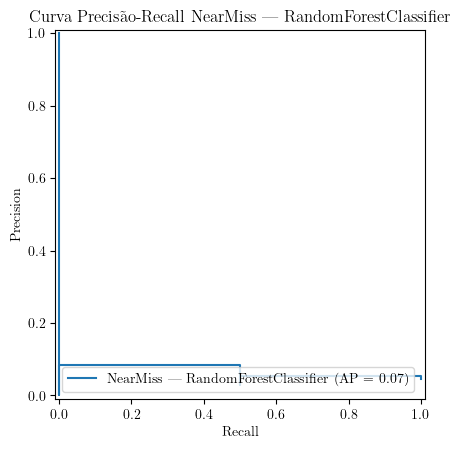 Curva Precisão-Recall NearMiss — RandomForestClassifier
1.0
0.8
0.6
0.4
0.2
0.0
Precision
NearMiss — RandomForestClassifier (AP = 0.07)
0.0 0.2 0.4 0.6 0.8 1.0
Recall